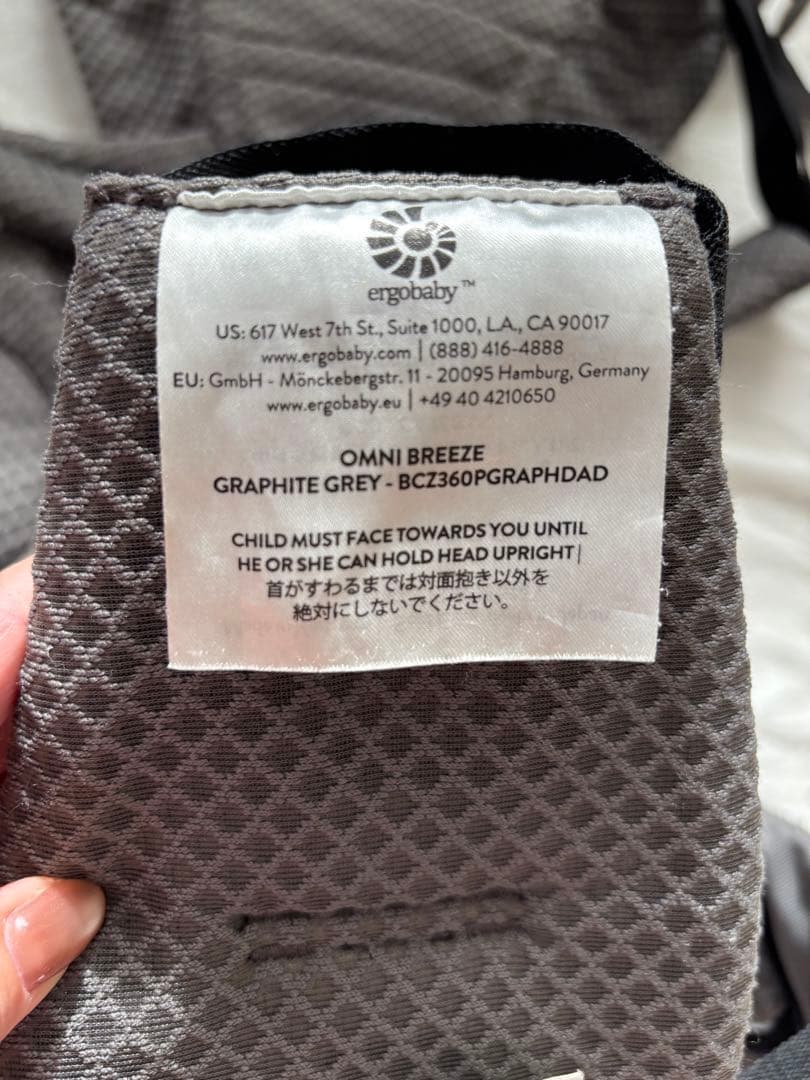 ergobaby™
US: 617 West 7th St., Suite 1000, L.A., CA 90017
www.ergobaby.com | (888) 416-4888
EU: GmbH - Mönckebergstr. 11 - 20095 Hamburg, Germany
www.ergobaby.eu | +49 40 4210650
OMNI BREEZE
GRAPHITE GREY - BCZ360PGRAPHDAD
CHILD MUST FACE TOWARDS YOU UNTIL
HE OR SHE CAN HOLD HEAD UPRIGHT |
首がすわるまでは対面抱き以外を
絶対にしないでください。